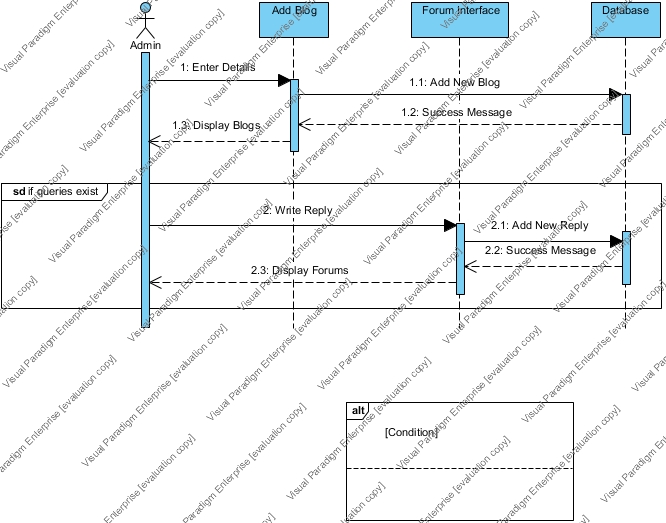 Add Blog
Forum Interface
Database
Admin
1: Enter Details
1.1: Add New Blog
1.2: Success Message
1.3: Display Blogs
sd if queries exist
2: Write Reply
2.1: Add New Reply
2.2: Success Message
2.3: Display Forums
alt
[Condition]
Visual Paradigm Enterprise [evaluation copy]